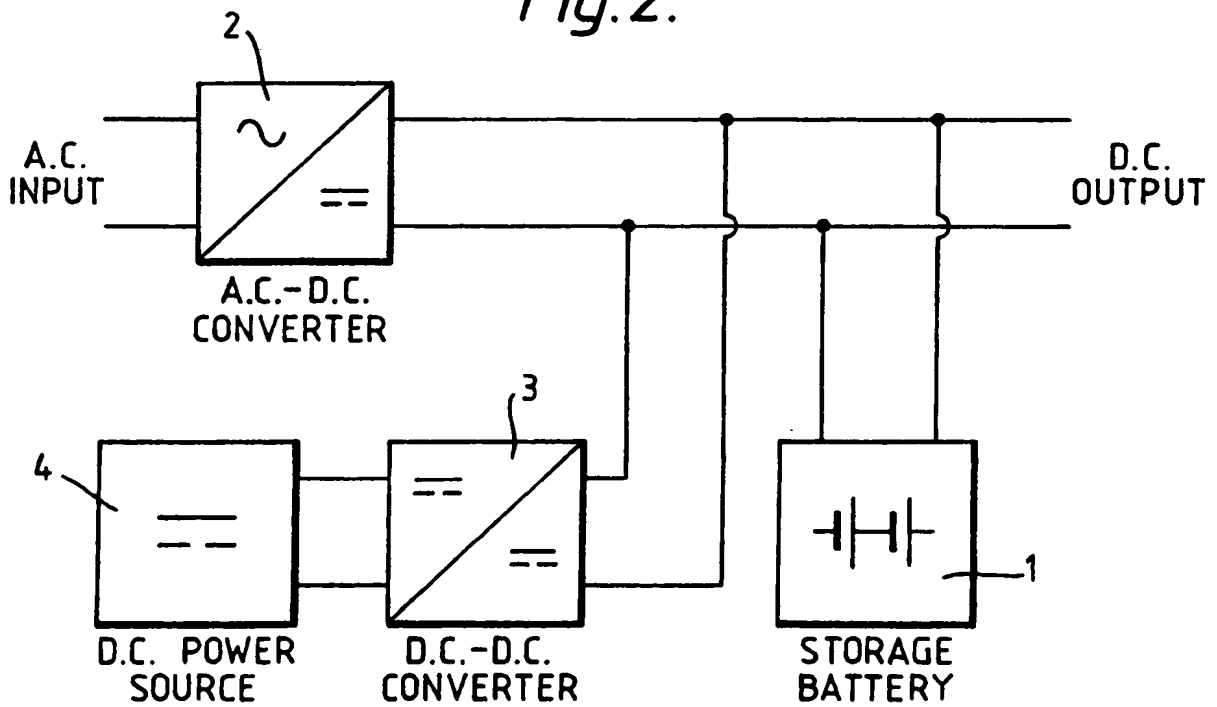 Fig.2.
2
A.C.
INPUT
D.C.
OUTPUT
A.C.-D.C.
CONVERTER
3
4
1
D.C. POWER
SOURCE
D.C.-D.C.
CONVERTER
STORAGE
BATTERY